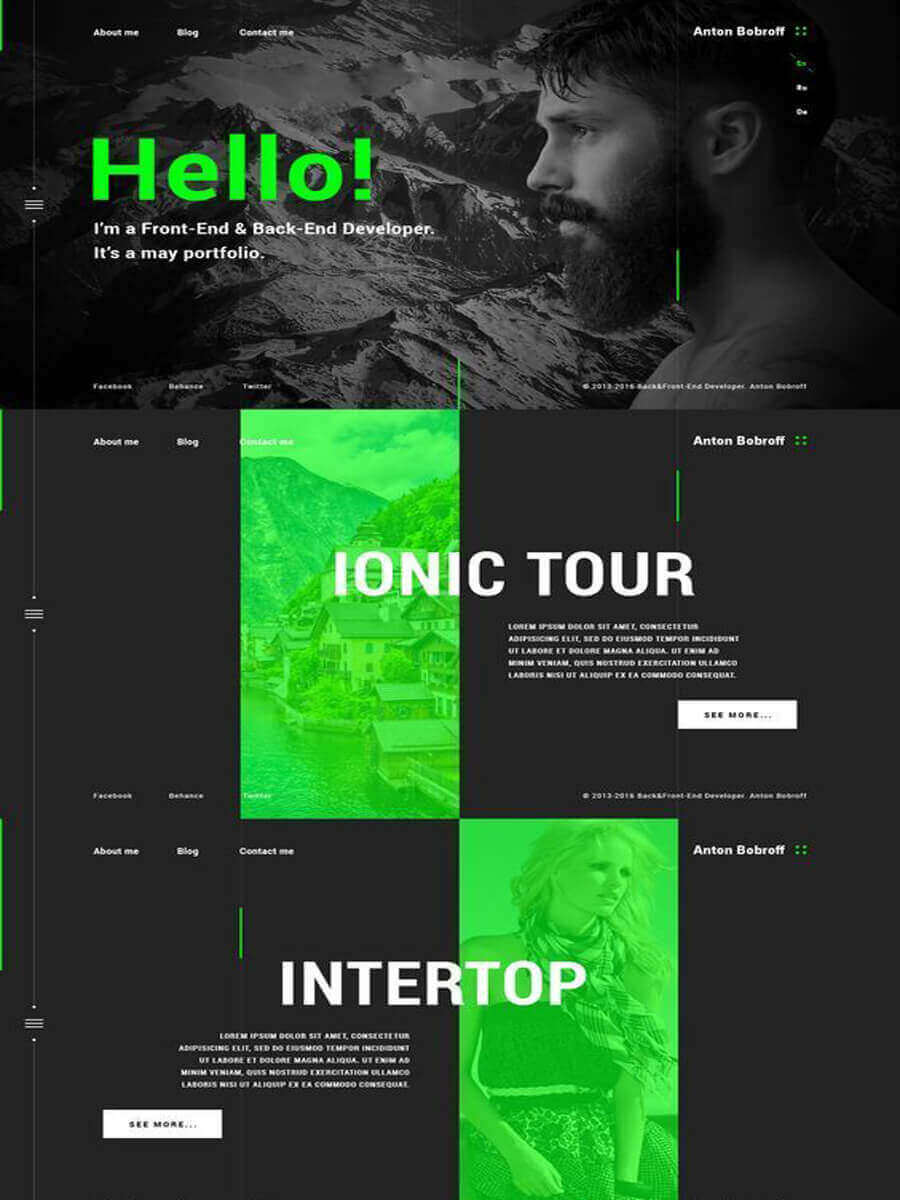 About me Blog Contact me Anton Bobroff
En
Ru
De
Hello!
I'm a Front-End & Back-End Developer.
It's a may portfolio.
Facebook Behance Twitter © 2013-2016 Back&Front-End Developer. Anton Bobroff
About me Blog Contact me Anton Bobroff
IONIC TOUR
LOREM IPSUM DOLOR SIT AMET, CONSECTETUR
ADIPISICING ELIT, SED DO EIUSMOD TEMPOR INCIDIDUNT
UT LABORE ET DOLORE MAGNA ALIQUA. UT ENIM AD
MINIM VENIAM, QUIS NOSTRUD EXERCITATION ULLAMCO
LABORIS NISI UT ALIQUIP EX EA COMMODO CONSEQUAT.
SEE MORE...
Facebook Behance Twitter © 2013-2016 Back&Front-End Developer. Anton Bobroff
About me Blog Contact me Anton Bobroff
INTERTOP
LOREM IPSUM DOLOR SIT AMET, CONSECTETUR
ADIPISICING ELIT, SED DO EIUSMOD TEMPOR INCIDIDUNT
UT LABORE ET DOLORE MAGNA ALIQUA. UT ENIM AD
MINIM VENIAM, QUIS NOSTRUD EXERCITATION ULLAMCO
LABORIS NISI UT ALIQUIP EX EA COMMODO CONSEQUAT.
SEE MORE...